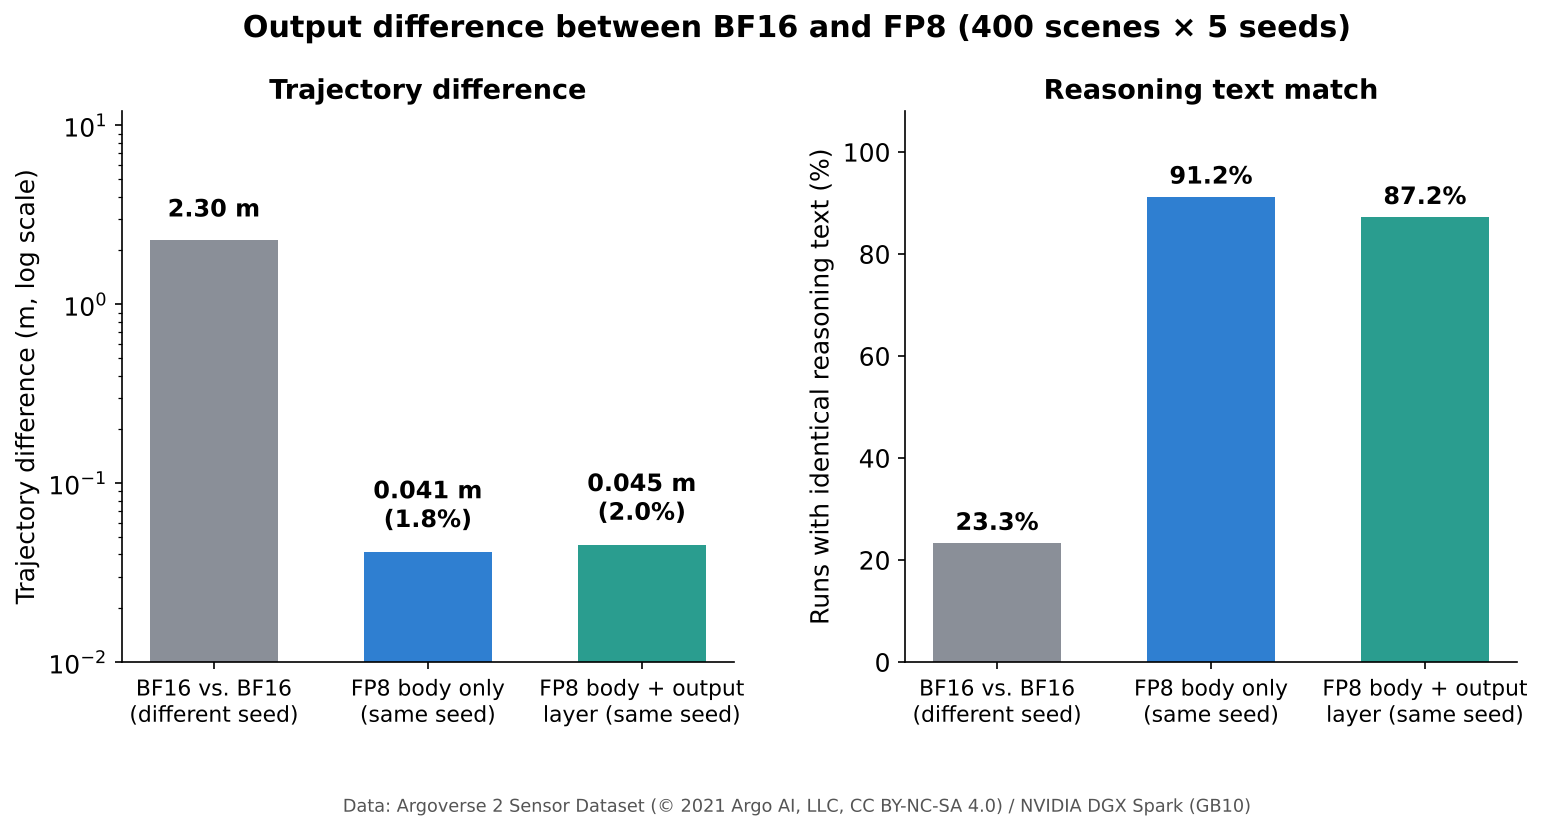 Output difference between BF16 and FP8 (400 scenes × 5 seeds)
Trajectory difference
Trajectory difference (m, log scale)
10¹
10⁰
10⁻¹
10⁻²
2.30 m
0.041 m
(1.8%)
0.045 m
(2.0%)
BF16 vs. BF16
(different seed)
FP8 body only
(same seed)
FP8 body + output
layer (same seed)
Reasoning text match
Runs with identical reasoning text (%)
100
80
60
40
20
0
23.3%
91.2%
87.2%
BF16 vs. BF16
(different seed)
FP8 body only
(same seed)
FP8 body + output
layer (same seed)
Data: Argoverse 2 Sensor Dataset (© 2021 Argo AI, LLC, CC BY-NC-SA 4.0) / NVIDIA DGX Spark (GB10)